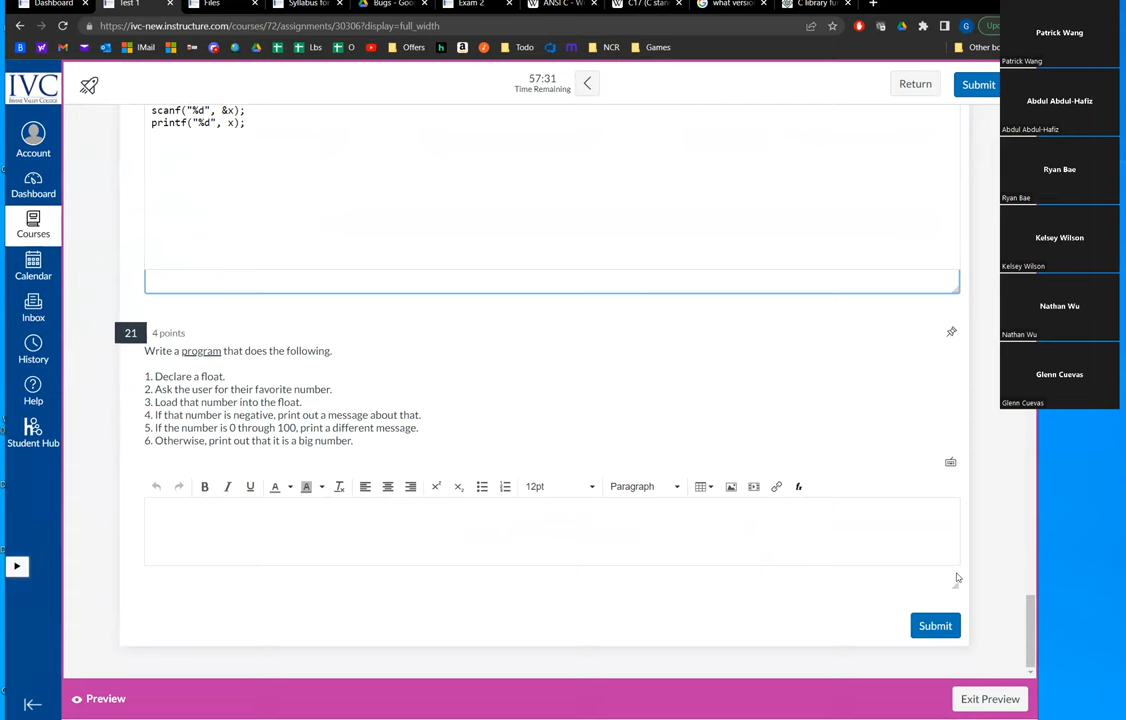 Dashboard
Test 1
Files
Syllabus for
Bugs - Goo
Exam 2
ANSI C - W
C17 (C stan
what versio
C library fu
https://ivc-new.instructure.com/courses/72/assignments/30306?display=full_width
IMail
Lbs
O
Offers
Todo
NCR
Games
Other bo
IVC
IRVINE VALLEY COLLEGE
Account
Dashboard
Courses
Calendar
Inbox
History
Help
Student Hub
57:31
Time Remaining
Return
Submit
scanf("%d", &x);
printf("%d", x);
21
4 points
Write a program that does the following.
1. Declare a float.
2. Ask the user for their favorite number.
3. Load that number into the float.
4. If that number is negative, print out a message about that.
5. If the number is 0 through 100, print a different message.
6. Otherwise, print out that it is a big number.
B I U A A 12pt Paragraph
Submit
Preview
Exit Preview
Patrick Wang
Patrick Wang
Abdul Abdul-Hafiz
Abdul Abdul-Hafiz
Ryan Bae
Ryan Bae
Kelsey Wilson
Kelsey Wilson
Nathan Wu
Nathan Wu
Glenn Cuevas
Glenn Cuevas